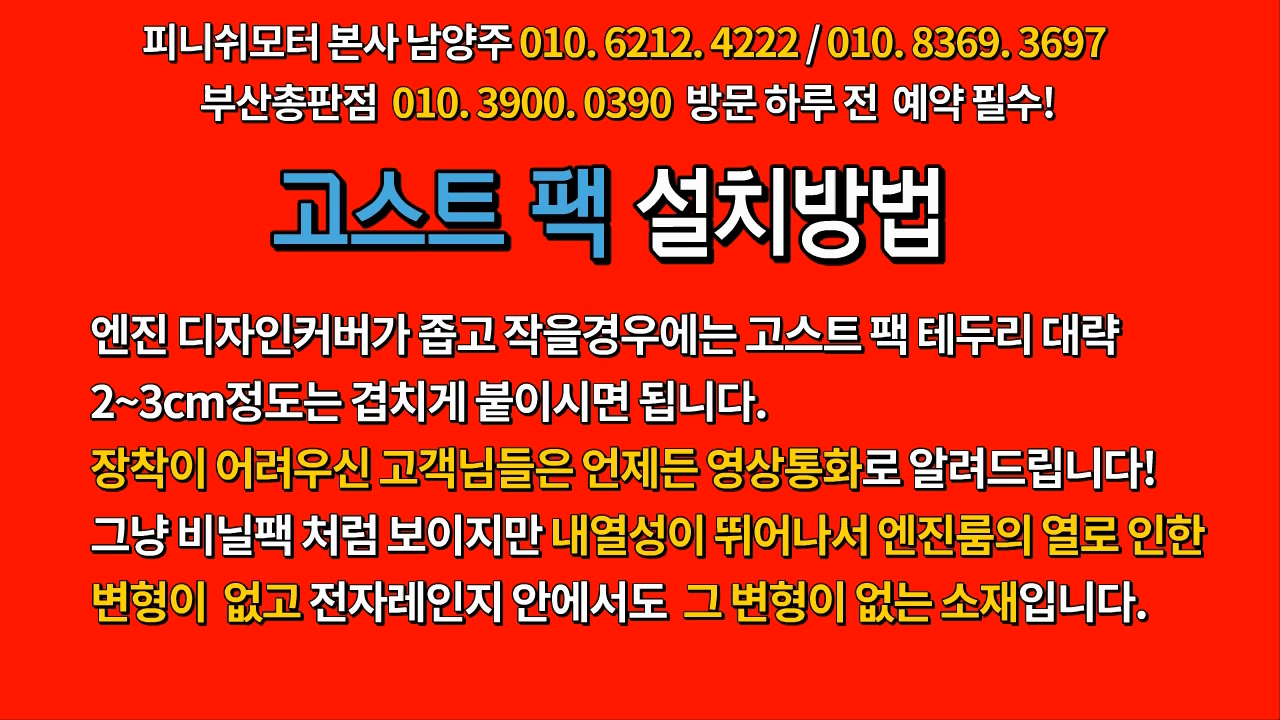 피니쉬모터 본사 남양주 010. 6212. 4222 / 010. 8369. 3697
부산총판점 010. 3900. 0390 방문 하루 전 예약 필수!
고스트 팩 설치방법
엔진 디자인커버가 좁고 작을경우에는 고스트 팩 테두리 대략
2~3cm정도는 겹치게 붙이시면 됩니다.
장착이 어려우신 고객님들은 언제든 영상통화로 알려드립니다!
그냥 비닐팩 처럼 보이지만 내열성이 뛰어나서 엔진룸의 열로 인한
변형이 없고 전자레인지 안에서도 그 변형이 없는 소재입니다.